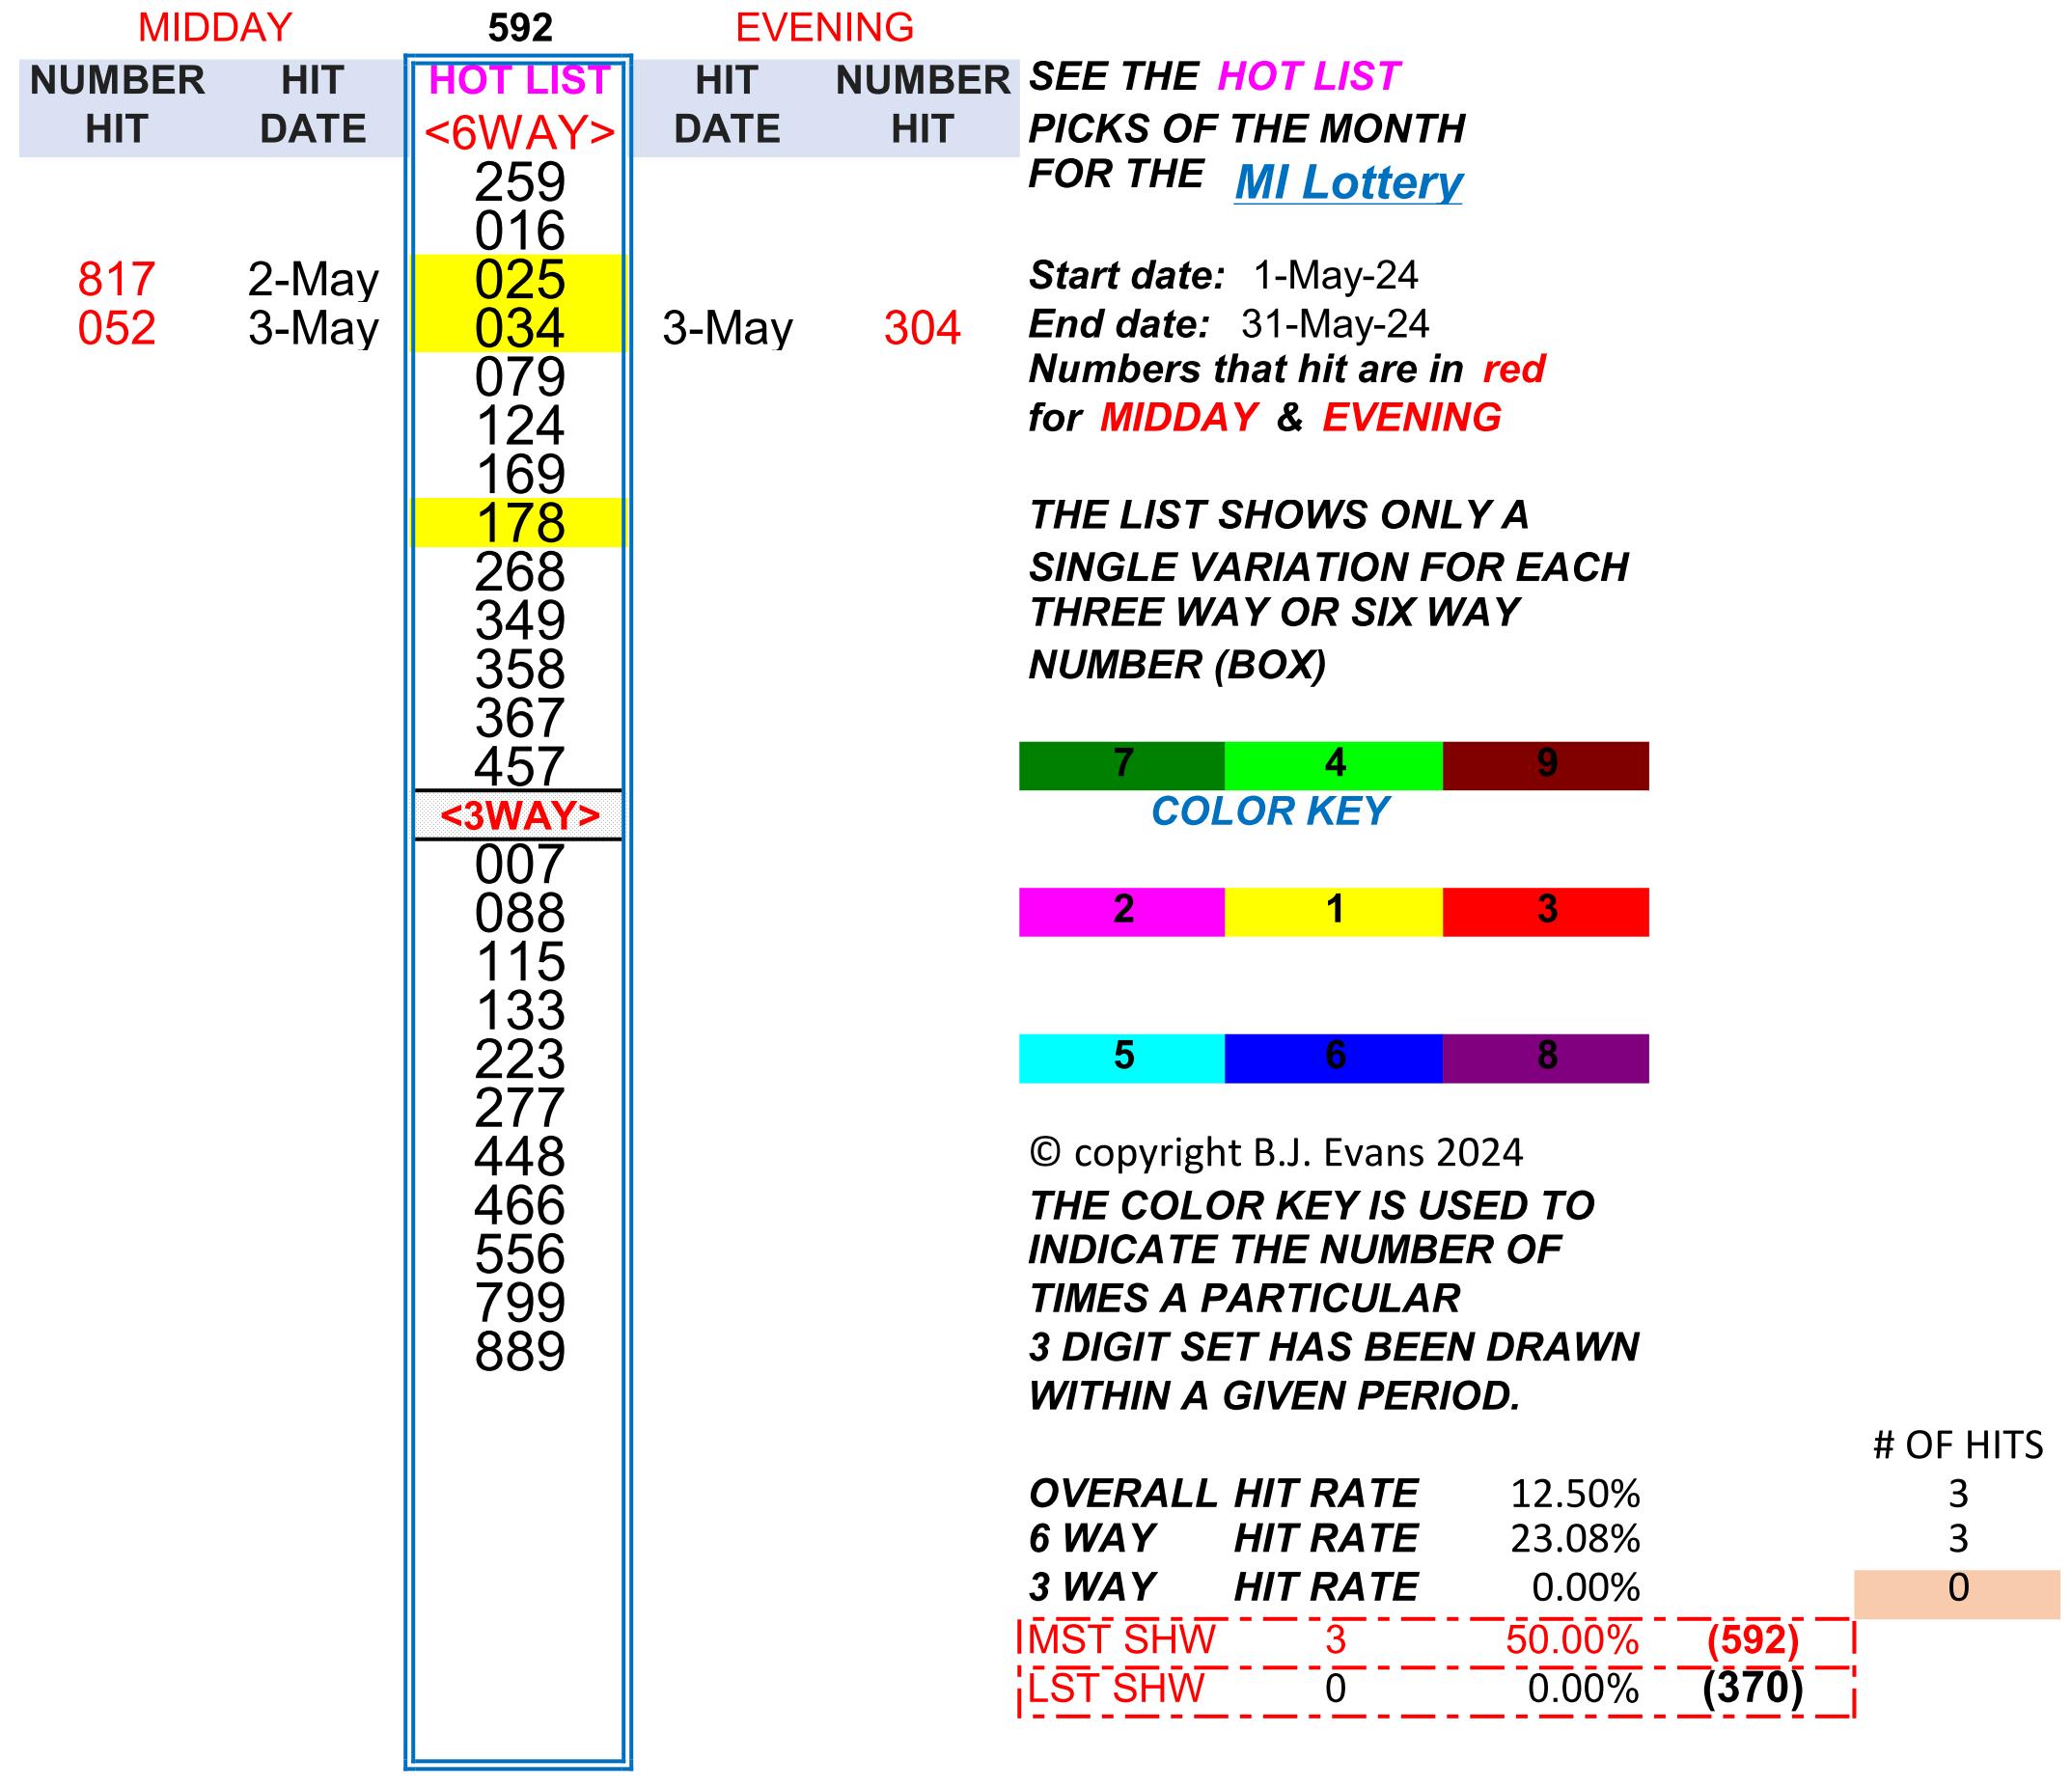 MIDDAY 592 EVENING
NUMBER HIT HOT LIST HIT NUMBER
HIT DATE <6WAY> DATE HIT
259
016
817 2-May 025
052 3-May 034 3-May 304
079
124
169
178
268
349
358
367
457
<3WAY>
007
088
115
133
223
277
448
466
556
799
889
SEE THE HOT LIST
PICKS OF THE MONTH
FOR THE MI Lottery
Start date: 1-May-24
End date: 31-May-24
Numbers that hit are in red
for MIDDAY & EVENING
THE LIST SHOWS ONLY A
SINGLE VARIATION FOR EACH
THREE WAY OR SIX WAY
NUMBER (BOX)
7 4 9
COLOR KEY
2 1 3
5 6 8
© copyright B.J. Evans 2024
THE COLOR KEY IS USED TO
INDICATE THE NUMBER OF
TIMES A PARTICULAR
3 DIGIT SET HAS BEEN DRAWN
WITHIN A GIVEN PERIOD.
# OF HITS
OVERALL HIT RATE 12.50% 3
6 WAY HIT RATE 23.08% 3
3 WAY HIT RATE 0.00% 0
MST SHW 3 50.00% (592)
LST SHW 0 0.00% (370)